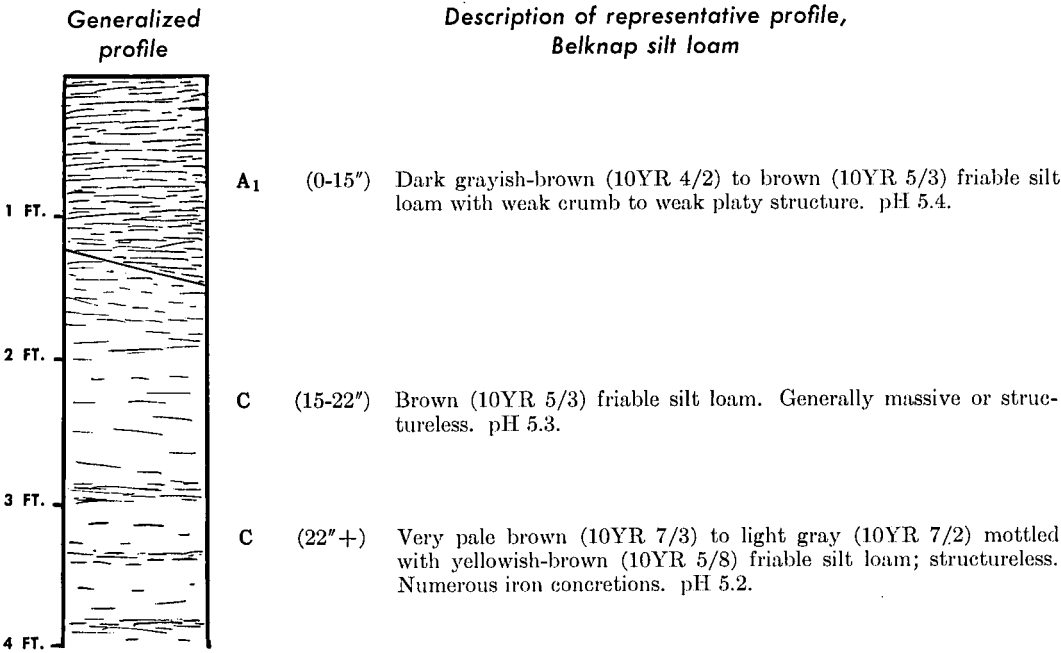 Generalized profile
Description of representative profile,
Belknap silt loam
A1 (0-15″) Dark grayish-brown (10YR 4/2) to brown (10YR 5/3) friable silt
loam with weak crumb to weak platy structure. pH 5.4.
1 FT.
2 FT.
C (15-22″) Brown (10YR 5/3) friable silt loam. Generally massive or struc-
tureless. pH 5.3.
3 FT.
C (22″+) Very pale brown (10YR 7/3) to light gray (10YR 7/2) mottled
with yellowish-brown (10YR 5/8) friable silt loam; structureless.
Numerous iron concretions. pH 5.2.
4 FT.